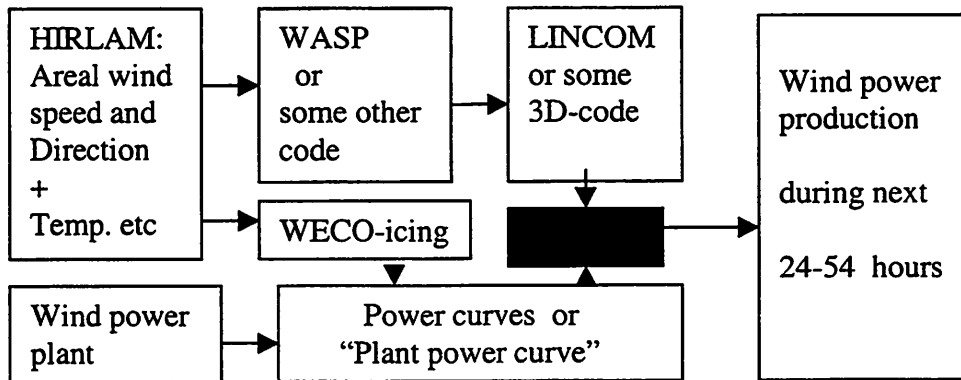 HIRLAM:
Areal wind
speed and
Direction
+
Temp. etc
WASP
or
some other
code
LINCOM
or some
3D-code
Wind power
production
during next
24-54 hours
WECO-icing
Wind power
plant
Power curves or
“Plant power curve”